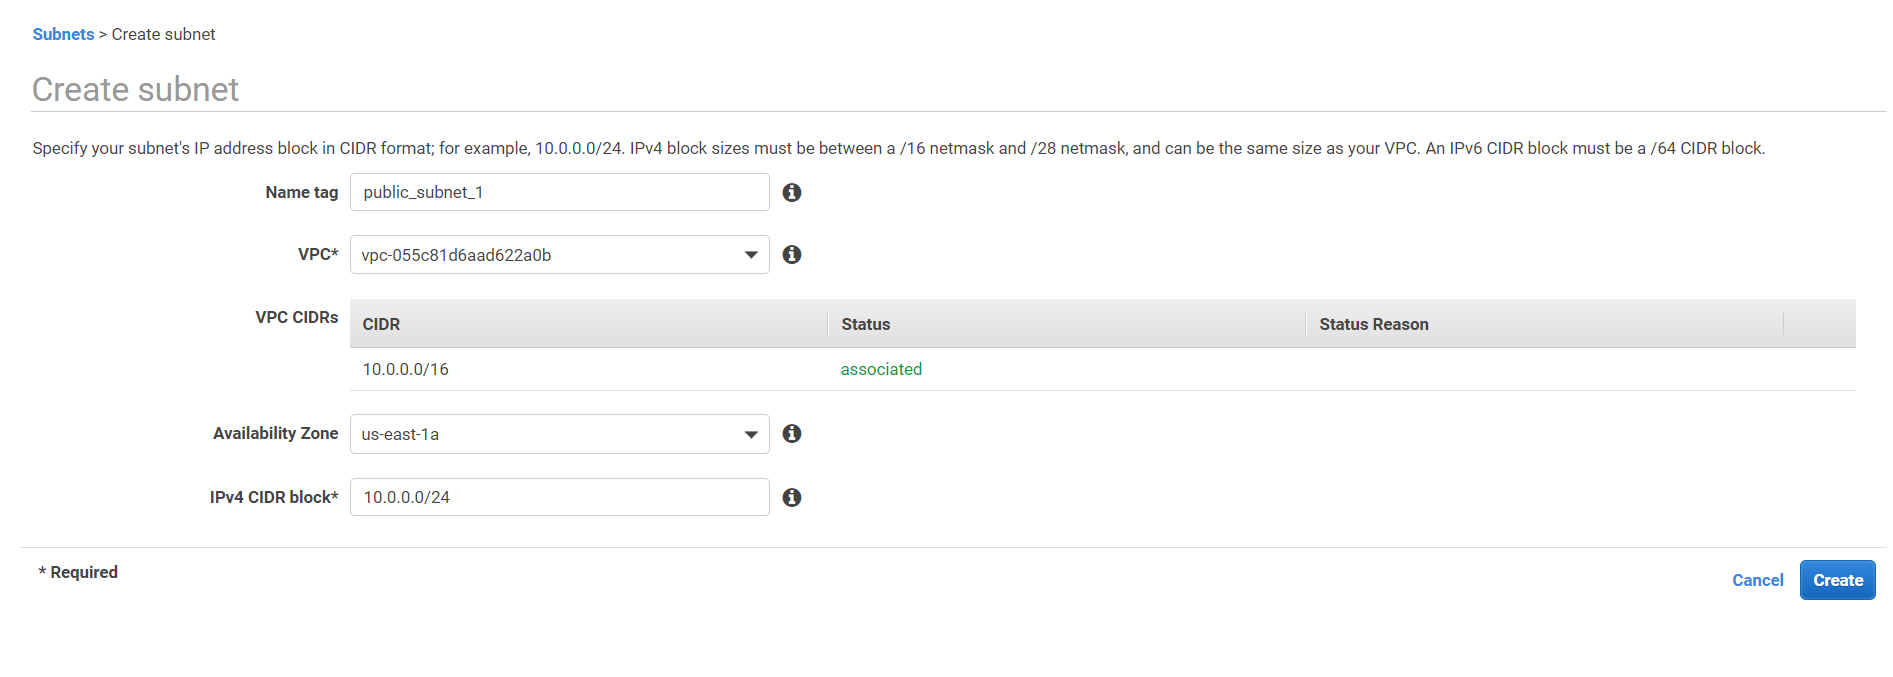 Subnets > Create subnet
Create subnet
Specify your subnet's IP address block in CIDR format; for example, 10.0.0.0/24. IPv4 block sizes must be between a /16 netmask and /28 netmask, and can be the same size as your VPC. An IPv6 CIDR block must be a /64 CIDR block.
Name tag public_subnet_1
VPC* vpc-055c81d6aad622a0b
VPC CIDRs CIDR Status Status Reason
10.0.0.0/16 associated
Availability Zone us-east-1a
IPv4 CIDR block* 10.0.0.0/24
* Required
Cancel Create